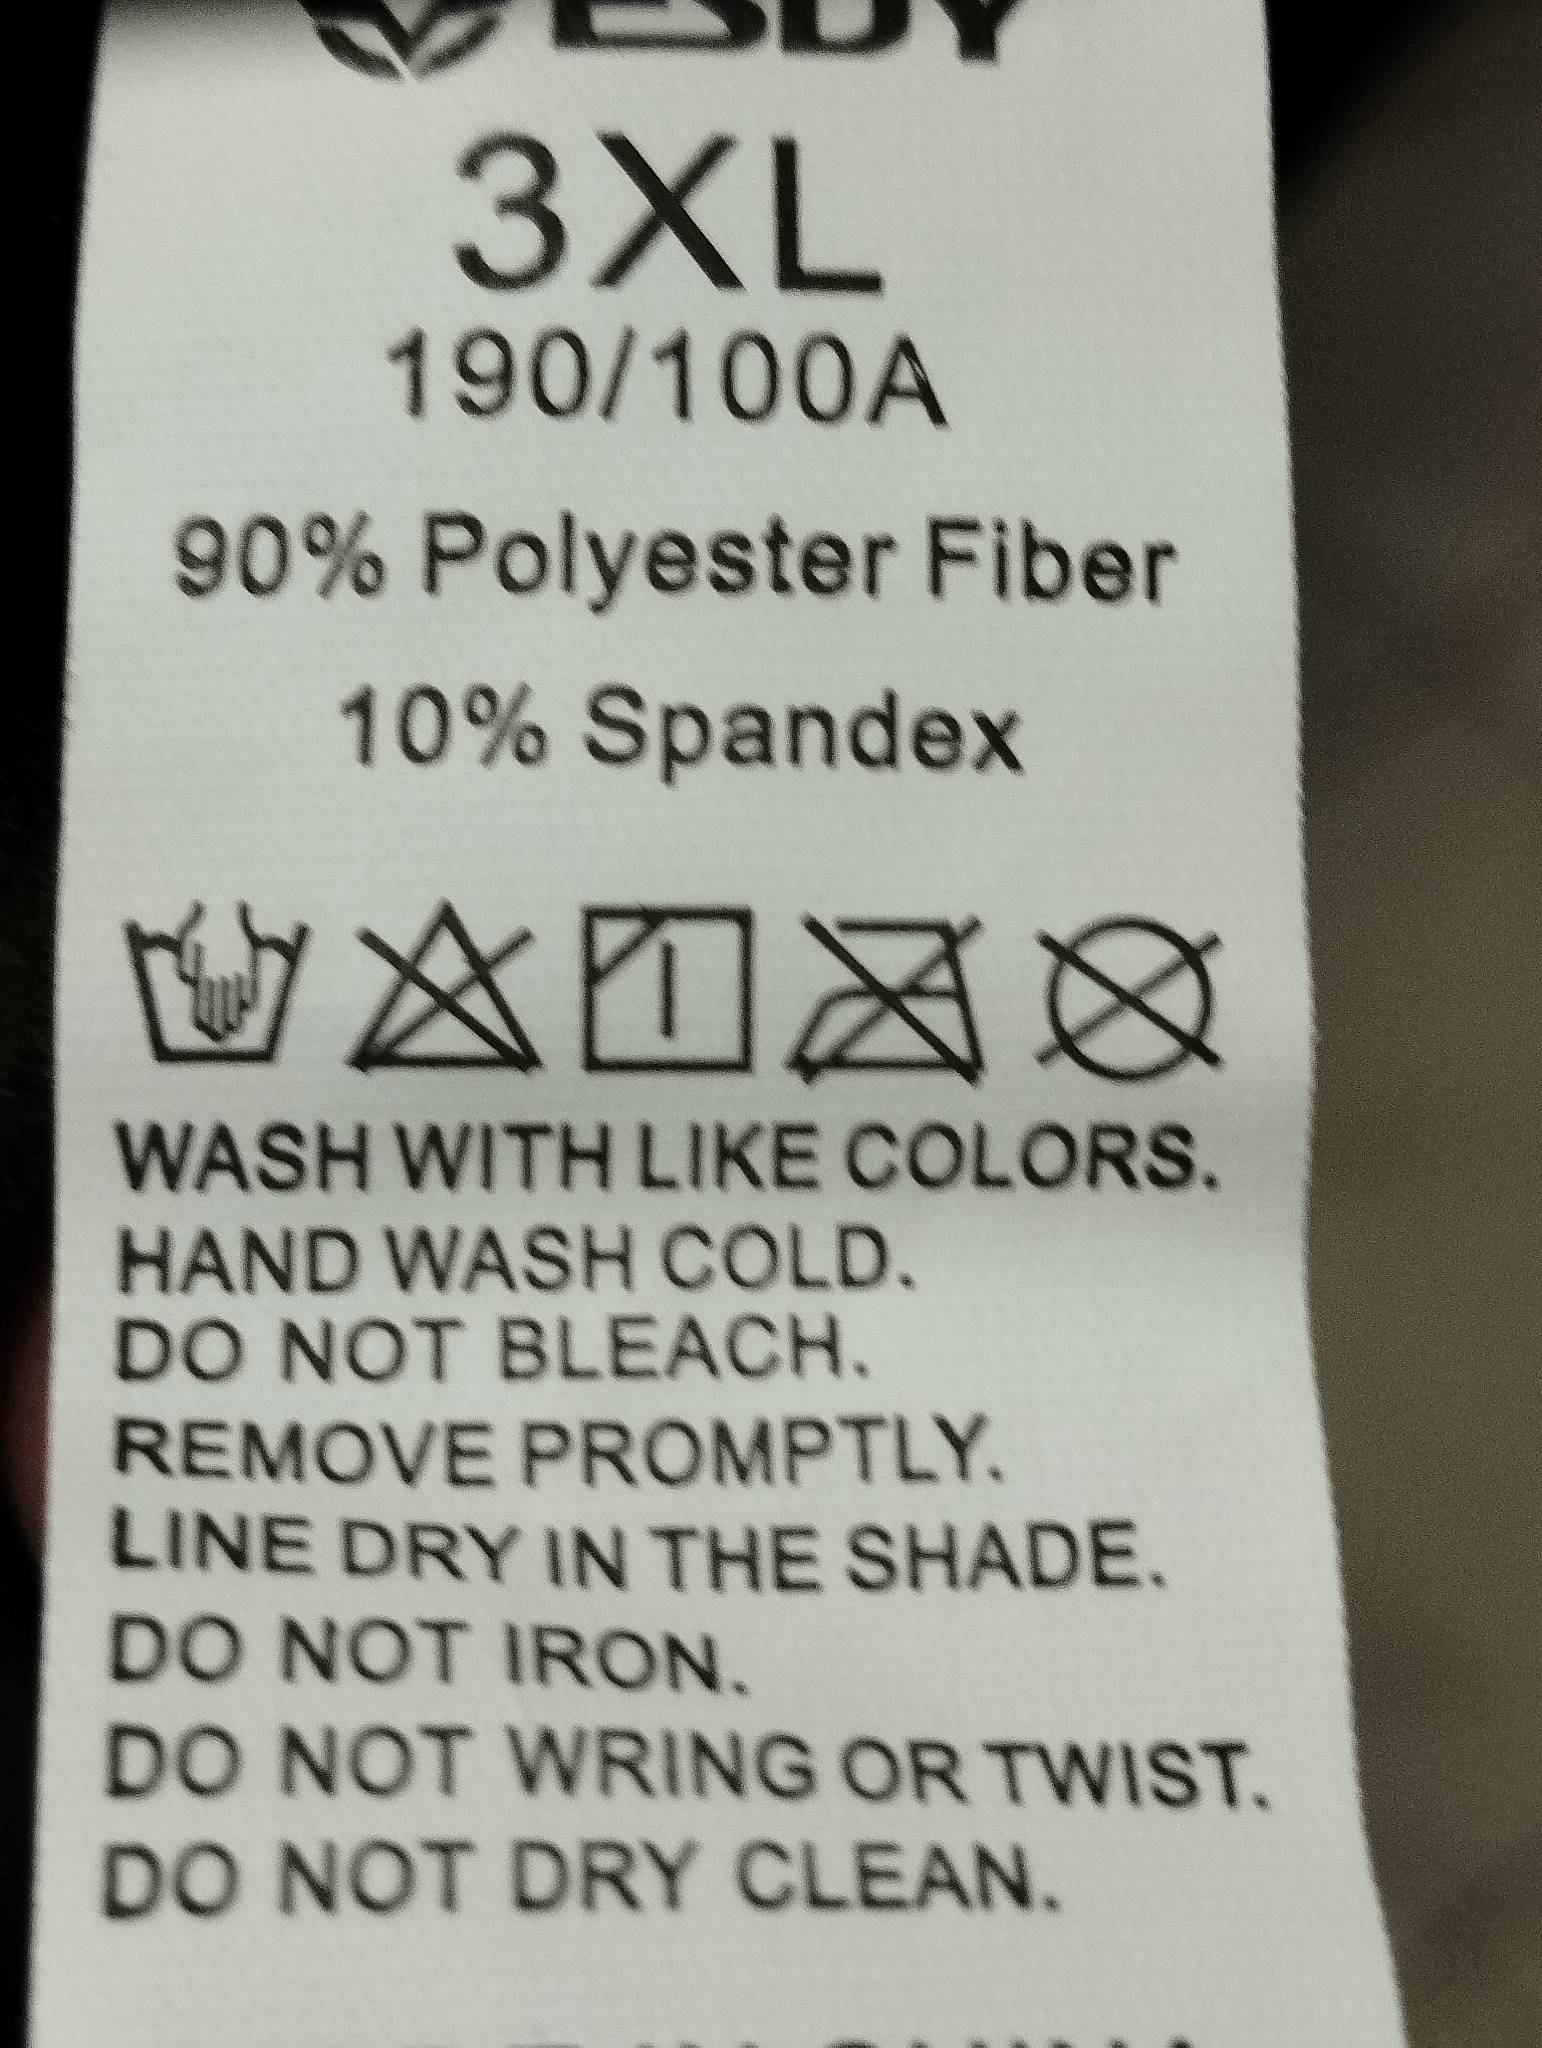 ESDY
3XL
190/100A
90% Polyester Fiber
10% Spandex
WASH WITH LIKE COLORS.
HAND WASH COLD.
DO NOT BLEACH.
REMOVE PROMPTLY.
LINE DRY IN THE SHADE.
DO NOT IRON.
DO NOT WRING OR TWIST.
DO NOT DRY CLEAN.